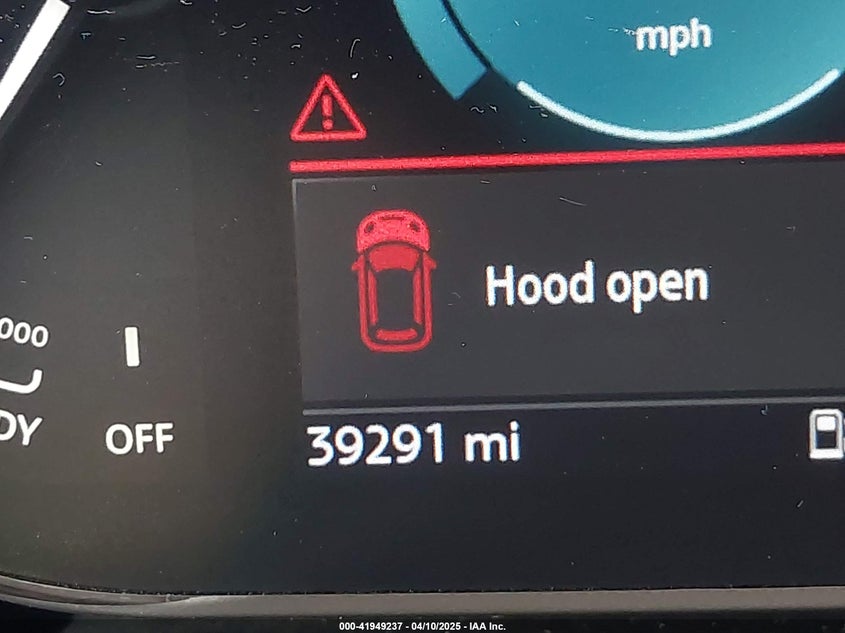 mph
Hood open
000
DY
OFF
39291 mi
000-41949237 - 04/10/2025 - IAA Inc.